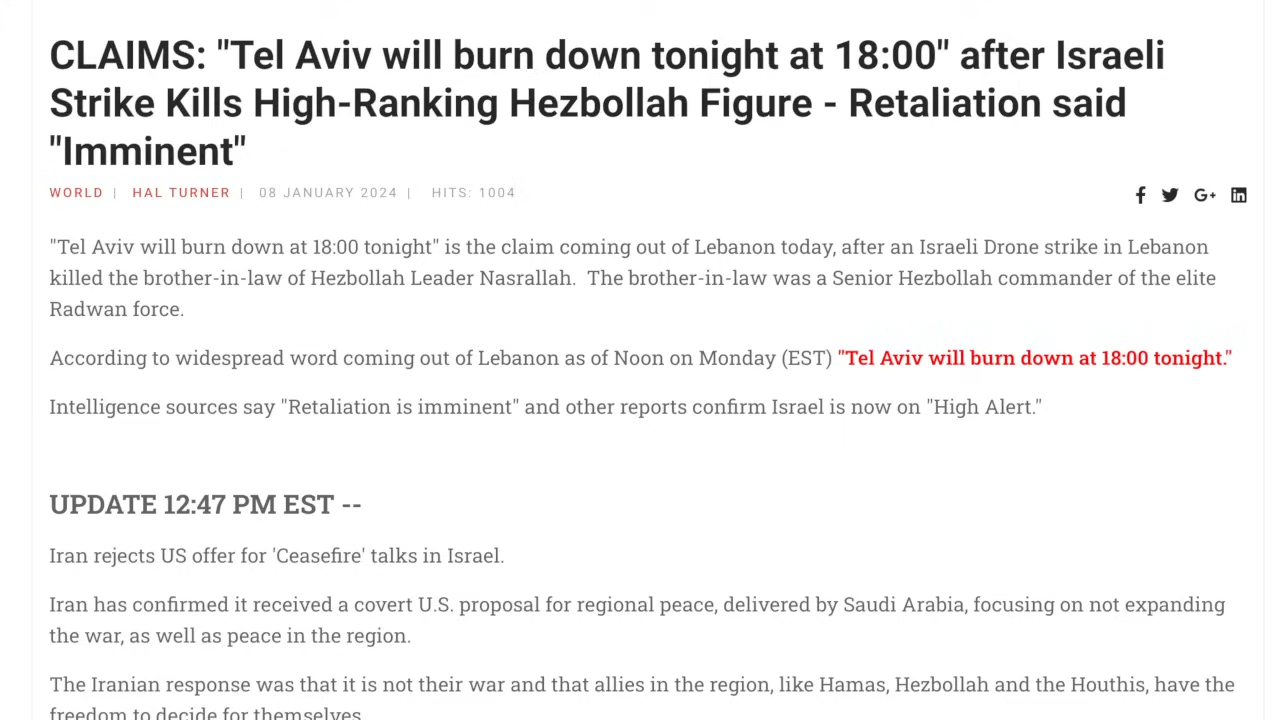 CLAIMS: "Tel Aviv will burn down tonight at 18:00" after Israeli
Strike Kills High-Ranking Hezbollah Figure - Retaliation said
"Imminent"
WORLD | HAL TURNER | 08 JANUARY 2024 | HITS: 1004
"Tel Aviv will burn down at 18:00 tonight" is the claim coming out of Lebanon today, after an Israeli Drone strike in Lebanon
killed the brother-in-law of Hezbollah Leader Nasrallah. The brother-in-law was a Senior Hezbollah commander of the elite
Radwan force.
According to widespread word coming out of Lebanon as of Noon on Monday (EST) "Tel Aviv will burn down at 18:00 tonight."
Intelligence sources say "Retaliation is imminent" and other reports confirm Israel is now on "High Alert."
UPDATE 12:47 PM EST --
Iran rejects US offer for 'Ceasefire' talks in Israel.
Iran has confirmed it received a covert U.S. proposal for regional peace, delivered by Saudi Arabia, focusing on not expanding
the war, as well as peace in the region.
The Iranian response was that it is not their war and that allies in the region, like Hamas, Hezbollah and the Houthis, have the
freedom to decide for themselves